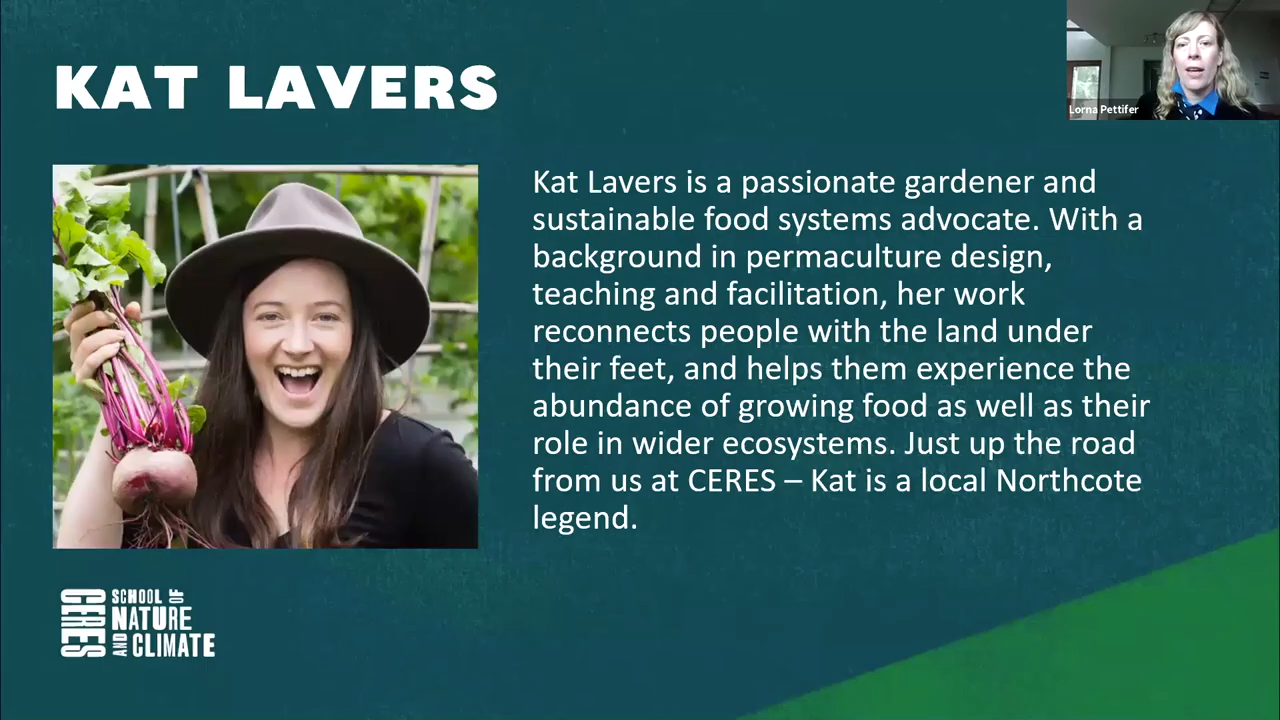 KAT LAVERS
Lorna Pettifer
Kat Lavers is a passionate gardener and
sustainable food systems advocate. With a
background in permaculture design,
teaching and facilitation, her work
reconnects people with the land under
their feet, and helps them experience the
abundance of growing food as well as their
role in wider ecosystems. Just up the road
from us at CERES – Kat is a local Northcote
legend.
CERES
SCHOOL OF
NATURE
AND CLIMATE